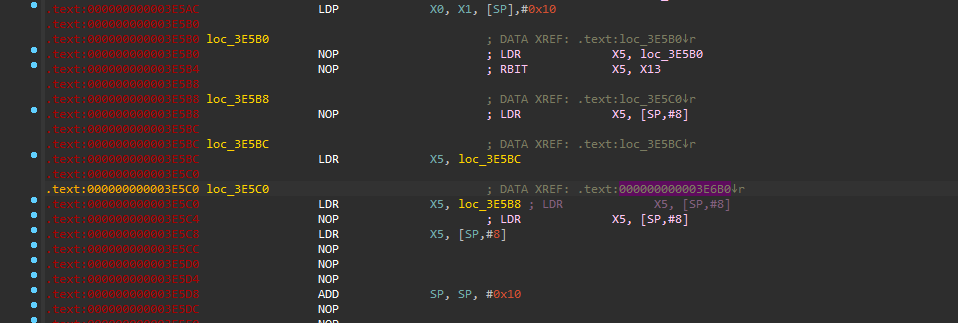 .text:000000000003E5AC LDP X0, X1, [SP],#0x10
.text:000000000003E5B0
.text:000000000003E5B0 loc_3E5B0 ; DATA XREF: .text:loc_3E5B0↓r
.text:000000000003E5B0 NOP ; LDR X5, loc_3E5B0
.text:000000000003E5B4 NOP ; RBIT X5, X13
.text:000000000003E5B8
.text:000000000003E5B8 loc_3E5B8 ; DATA XREF: .text:loc_3E5C0↓r
.text:000000000003E5B8 NOP ; LDR X5, [SP,#8]
.text:000000000003E5BC
.text:000000000003E5BC loc_3E5BC ; DATA XREF: .text:loc_3E5BC↓r
.text:000000000003E5BC LDR X5, loc_3E5BC
.text:000000000003E5C0
.text:000000000003E5C0 loc_3E5C0 ; DATA XREF: .text:000000000003E6B0↓r
.text:000000000003E5C0 LDR X5, loc_3E5B8 ; LDR X5, [SP,#8]
.text:000000000003E5C4 NOP ; LDR X5, [SP,#8]
.text:000000000003E5C8 LDR X5, [SP,#8]
.text:000000000003E5CC NOP
.text:000000000003E5D0 NOP
.text:000000000003E5D4 NOP
.text:000000000003E5D8 ADD SP, SP, #0x10
.text:000000000003E5DC NOP
.text:000000000003E5E0 NOP